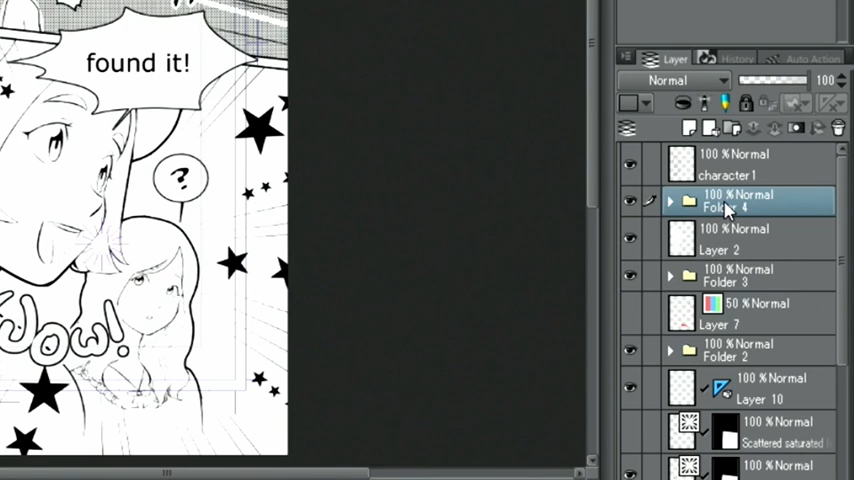 found it!
?
Wow!
Layer
History
Auto Action
Normal
100
100 %Normal
character1
100 %Normal
Folder 4
100 %Normal
Layer 2
100 %Normal
Folder 3
50 %Normal
Layer 7
100 %Normal
Folder 2
100 %Normal
Layer 10
100 %Normal
Scattered saturated
100 %Normal